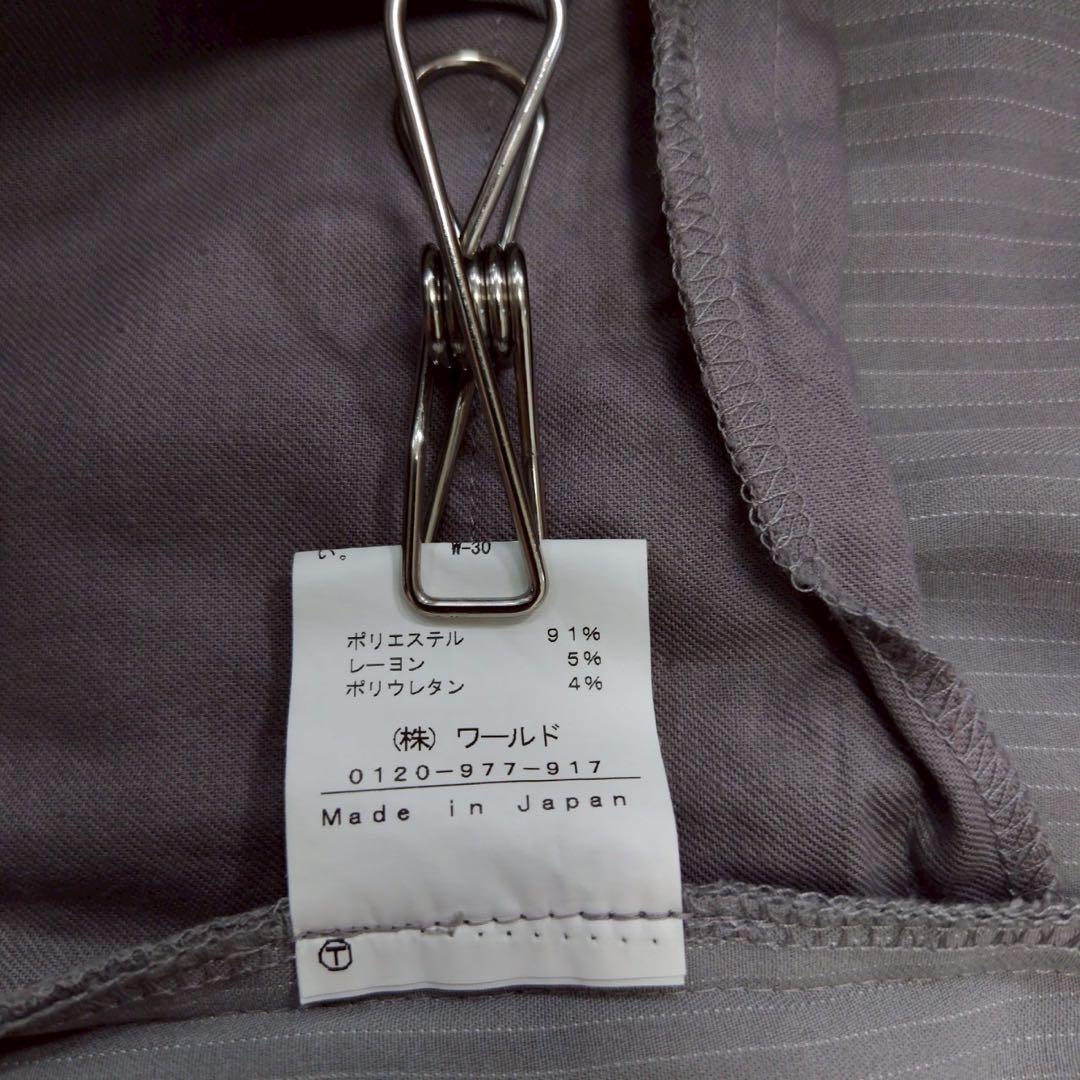 い。 W-30
ポリエステル 91%
レーヨン 5%
ポリウレタン 4%
(株) ワールド
0120-977-917
Made in Japan
T